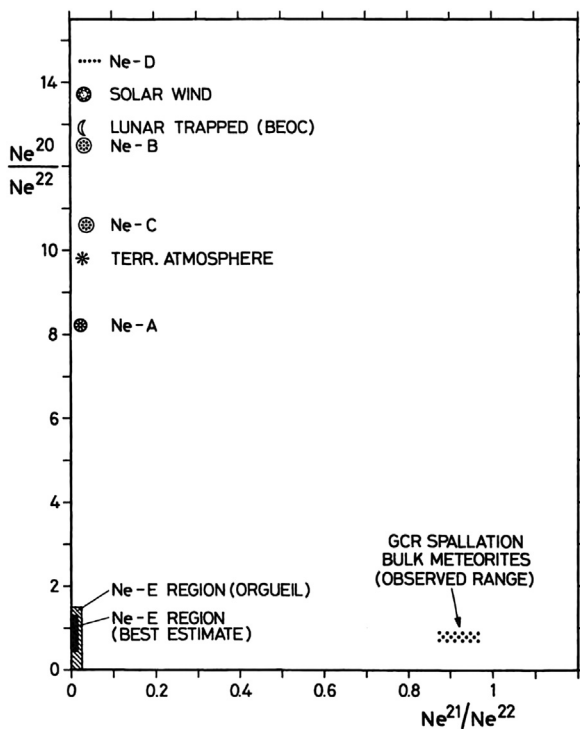 Ne-D
14
SOLAR WIND
LUNAR TRAPPED (BEOC)
Ne²⁰
Ne²²
Ne-B
Ne-C
10
TERR. ATMOSPHERE
8
Ne-A
6
4
GCR SPALLATION
BULK METEORITES
(OBSERVED RANGE)
2
Ne-E REGION (ORGUEIL)
Ne-E REGION
(BEST ESTIMATE)
0
0 0.2 0.4 0.6 0.8 1
Ne²¹/Ne²²